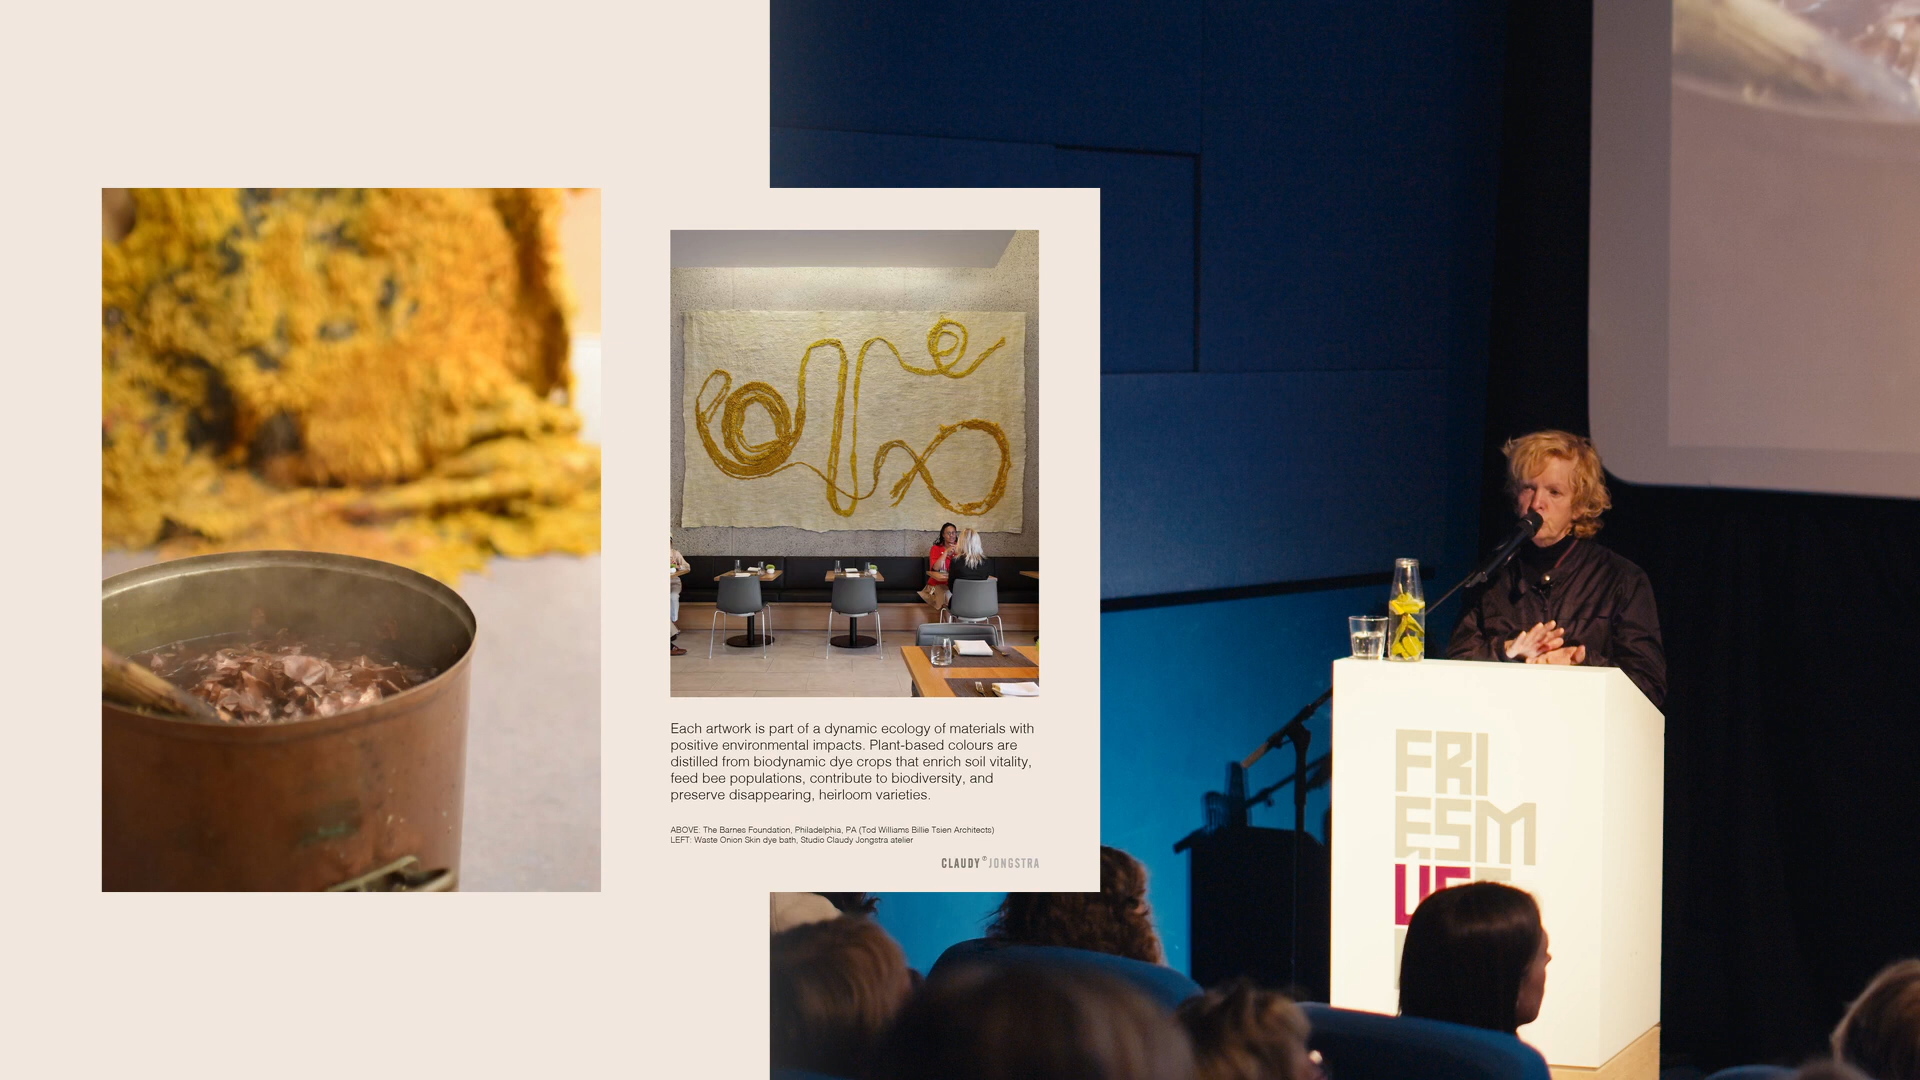 Each artwork is part of a dynamic ecology of materials with
positive environmental impacts. Plant-based colours are
distilled from biodynamic dye crops that enrich soil vitality,
feed bee populations, contribute to biodiversity, and
preserve disappearing, heirloom varieties.
ABOVE: The Barnes Foundation, Philadelphia, PA (Tod Williams Billie Tsien Architects)
LEFT: Waste Onion Skin dye bath, Studio Claudy Jongstra atelier
CLAUDY® JONGSTRA
FRI
ESM